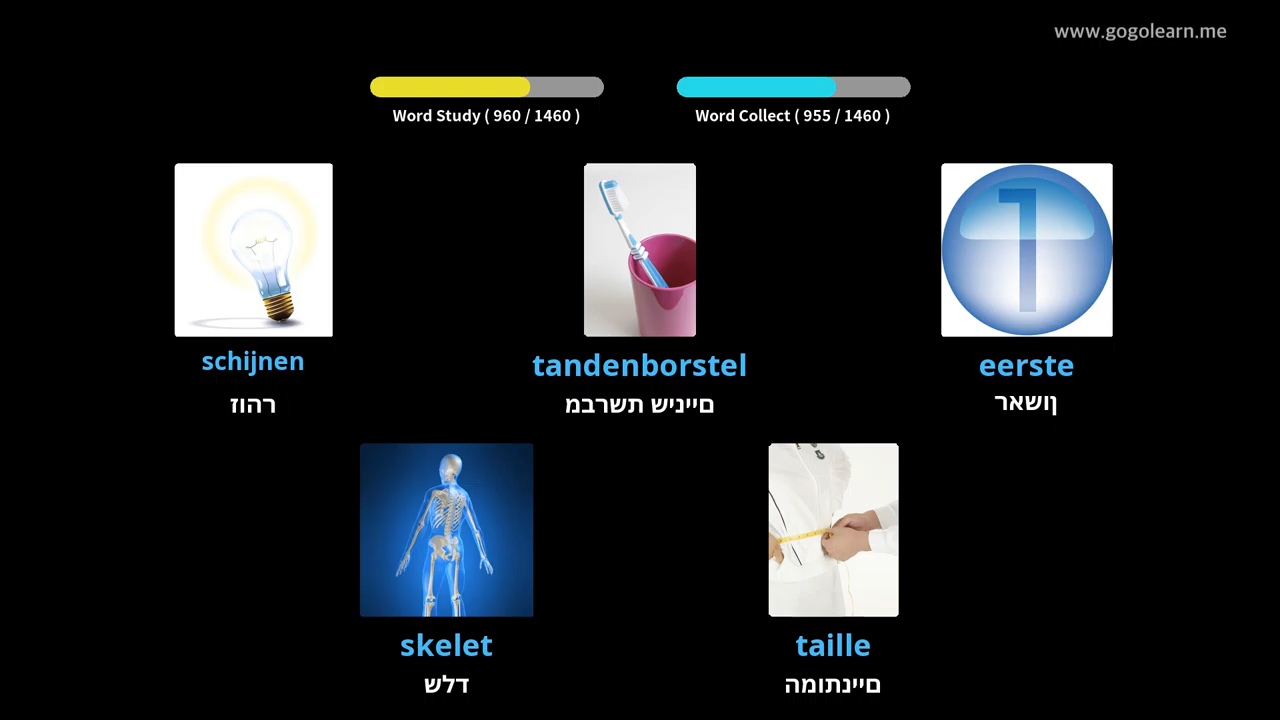 www.gogolearn.me
Word Study ( 960 / 1460 )
Word Collect ( 955 / 1460 )
schijnen
רהוז
tandenborstel
םייניש תשרבמ
eerste
ןושאר
skelet
דלש
taille
םיינתומה